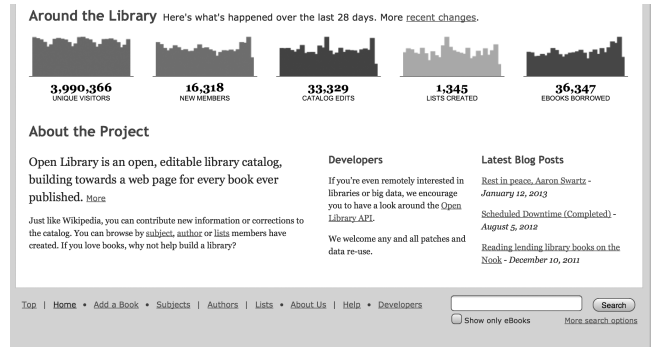 Around the Library Here's what's happened over the last 28 days. More recent changes.
3,990,366
UNIQUE VISITORS
16,318
NEW MEMBERS
33,329
CATALOG EDITS
1,345
LISTS CREATED
36,347
EBOOKS BORROWED
About the Project
Open Library is an open, editable library catalog,
building towards a web page for every book ever
published. More
Just like Wikipedia, you can contribute new information or corrections to
the catalog. You can browse by subject, author or lists members have
created. If you love books, why not help build a library?
Developers
If you're even remotely interested in
libraries or big data, we encourage
you to have a look around the Open
Library API.
We welcome any and all patches and
data re-use.
Latest Blog Posts
Rest in peace, Aaron Swartz -
January 12, 2013
Scheduled Downtime (Completed) -
August 5, 2012
Reading lending library books on the
Nook - December 10, 2011
Top | Home • Add a Book • Subjects | Authors | Lists • About Us | Help • Developers
Search
Show only eBooks
More search options